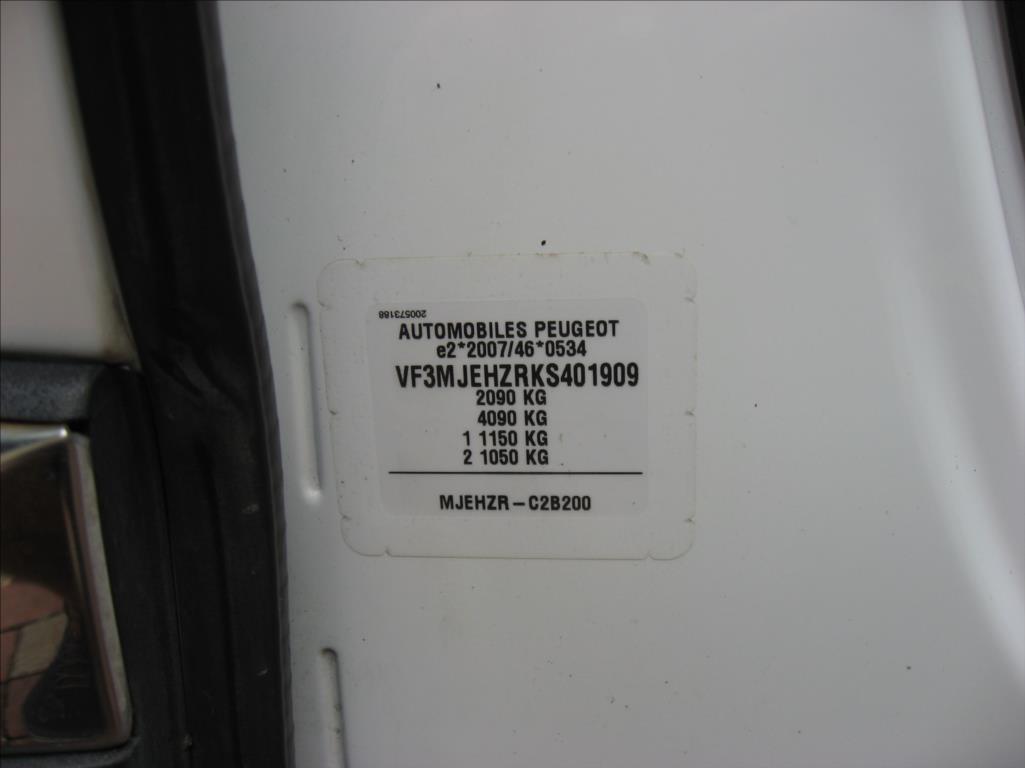 200573188
AUTOMOBILES PEUGEOT
e2*2007/46*0534
VF3MJEHZRKS401909
2090 KG
4090 KG
1 1150 KG
2 1050 KG
MJEHZR-C2B200